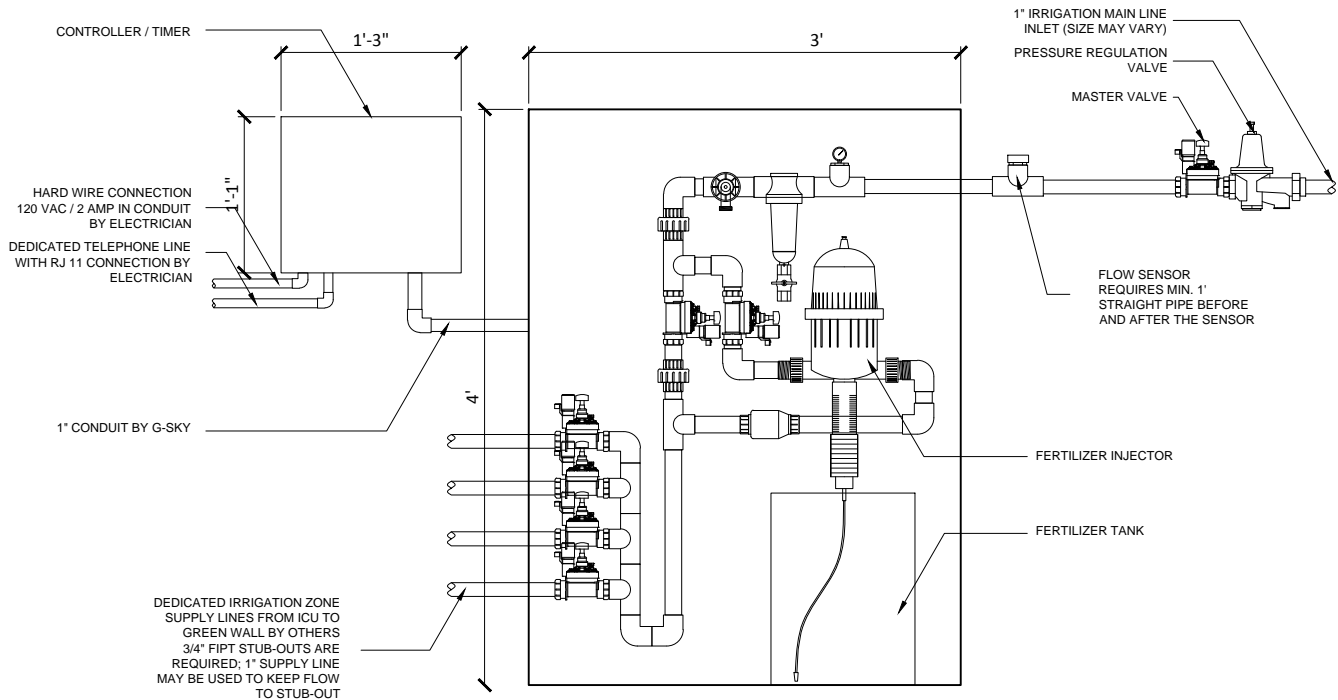 CONTROLLER / TIMER
1'-3"
3'
1" IRRIGATION MAIN LINE
INLET (SIZE MAY VARY)
PRESSURE REGULATION
VALVE
MASTER VALVE
1'-1"
HARD WIRE CONNECTION
120 VAC / 2 AMP IN CONDUIT
BY ELECTRICIAN
DEDICATED TELEPHONE LINE
WITH RJ 11 CONNECTION BY
ELECTRICIAN
FLOW SENSOR
REQUIRES MIN. 1'
STRAIGHT PIPE BEFORE
AND AFTER THE SENSOR
4'
1" CONDUIT BY G-SKY
FERTILIZER INJECTOR
FERTILIZER TANK
DEDICATED IRRIGATION ZONE
SUPPLY LINES FROM ICU TO
GREEN WALL BY OTHERS
3/4" FIPT STUB-OUTS ARE
REQUIRED; 1" SUPPLY LINE
MAY BE USED TO KEEP FLOW
TO STUB-OUT